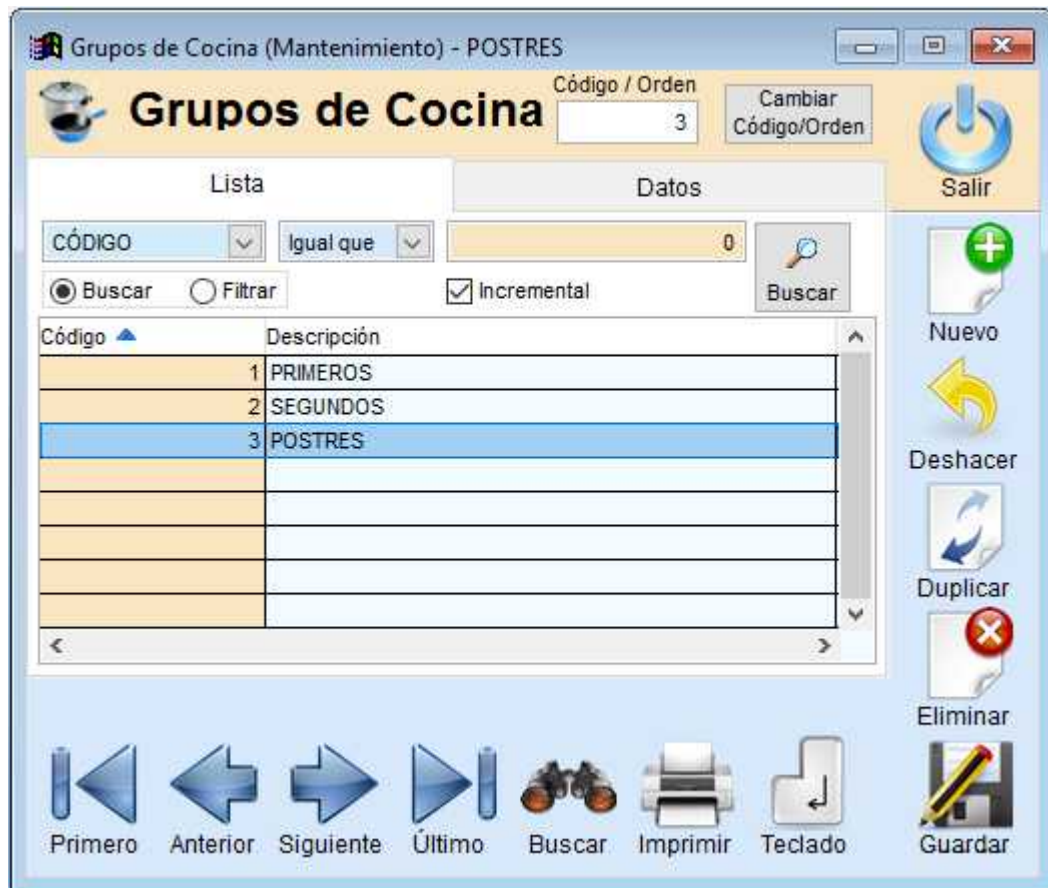 Grupos de Cocina (Mantenimiento) - POSTRES
Grupos de Cocina
Código / Orden
3
Cambiar
Código/Orden
Salir
Lista
Datos
CÓDIGO
Igual que
0
Buscar
Buscar
Filtrar
Incremental
Código
Descripción
1 PRIMEROS
2 SEGUNDOS
3 POSTRES
Nuevo
Deshacer
Duplicar
Eliminar
Guardar
Primero
Anterior
Siguiente
Último
Buscar
Imprimir
Teclado